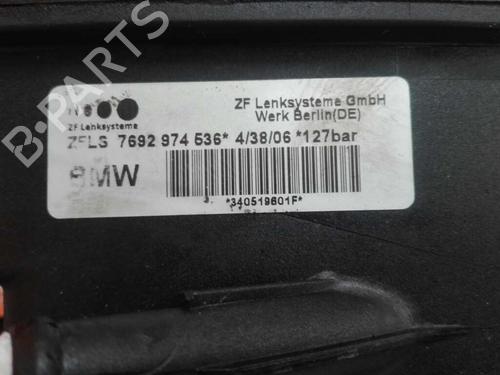 ZF Lenksysteme GmbH
Werk Berlin(DE)
ZF Lenksysteme
ZFLS 7692 974 536* 4/38/06 *127bar
BMW
*340519601F*
B-PARTS